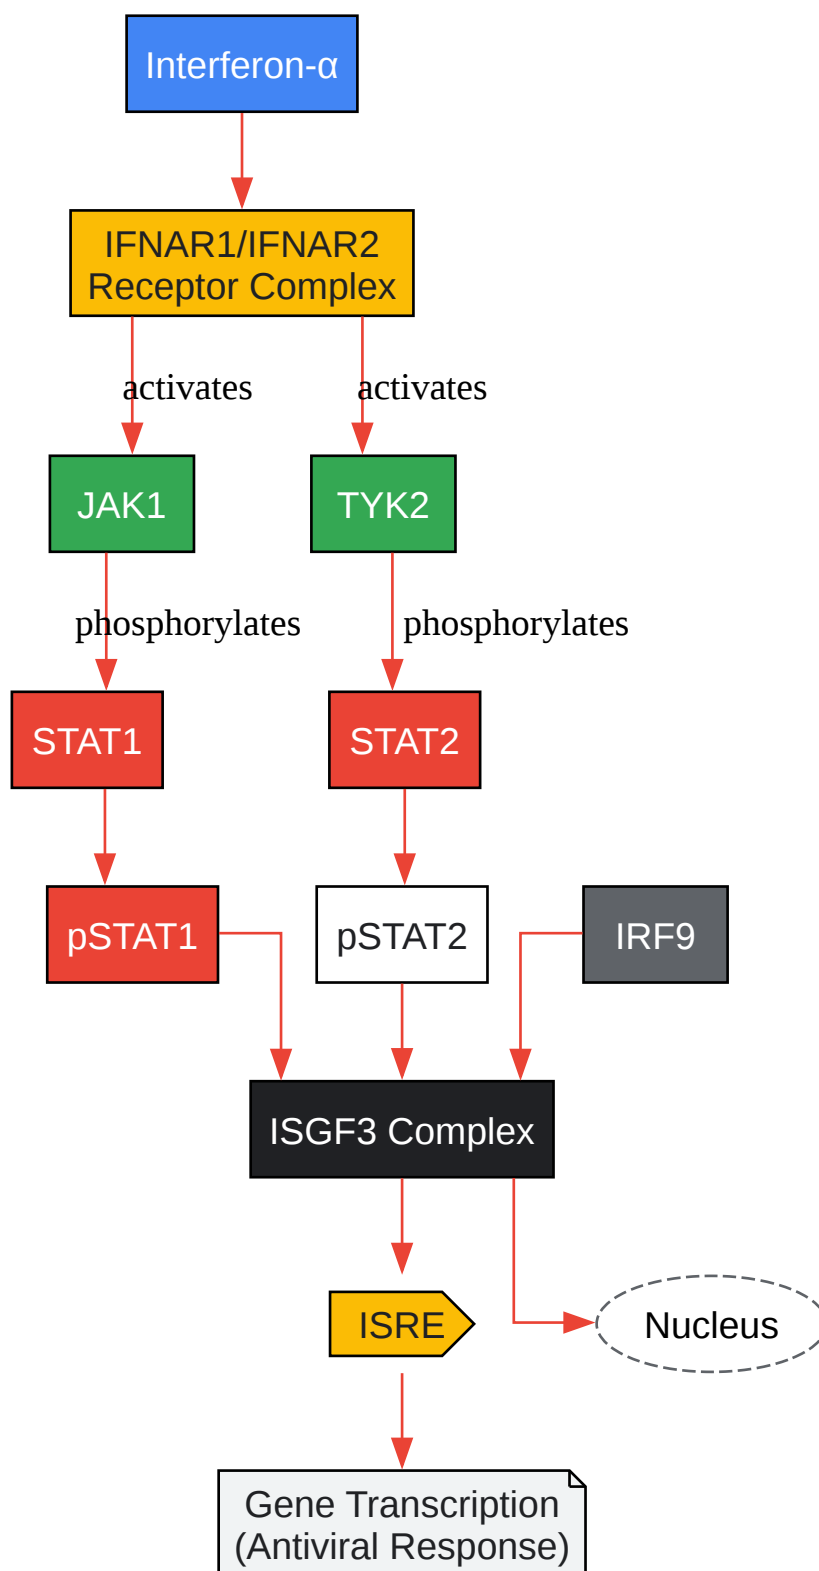 Interferon-α
IFNAR1/IFNAR2
Receptor Complex
activates
activates
JAK1
TYK2
phosphorylates
phosphorylates
STAT1
STAT2
pSTAT1
pSTAT2
IRF9
ISGF3 Complex
ISRE
Nucleus
Gene Transcription
(Antiviral Response)